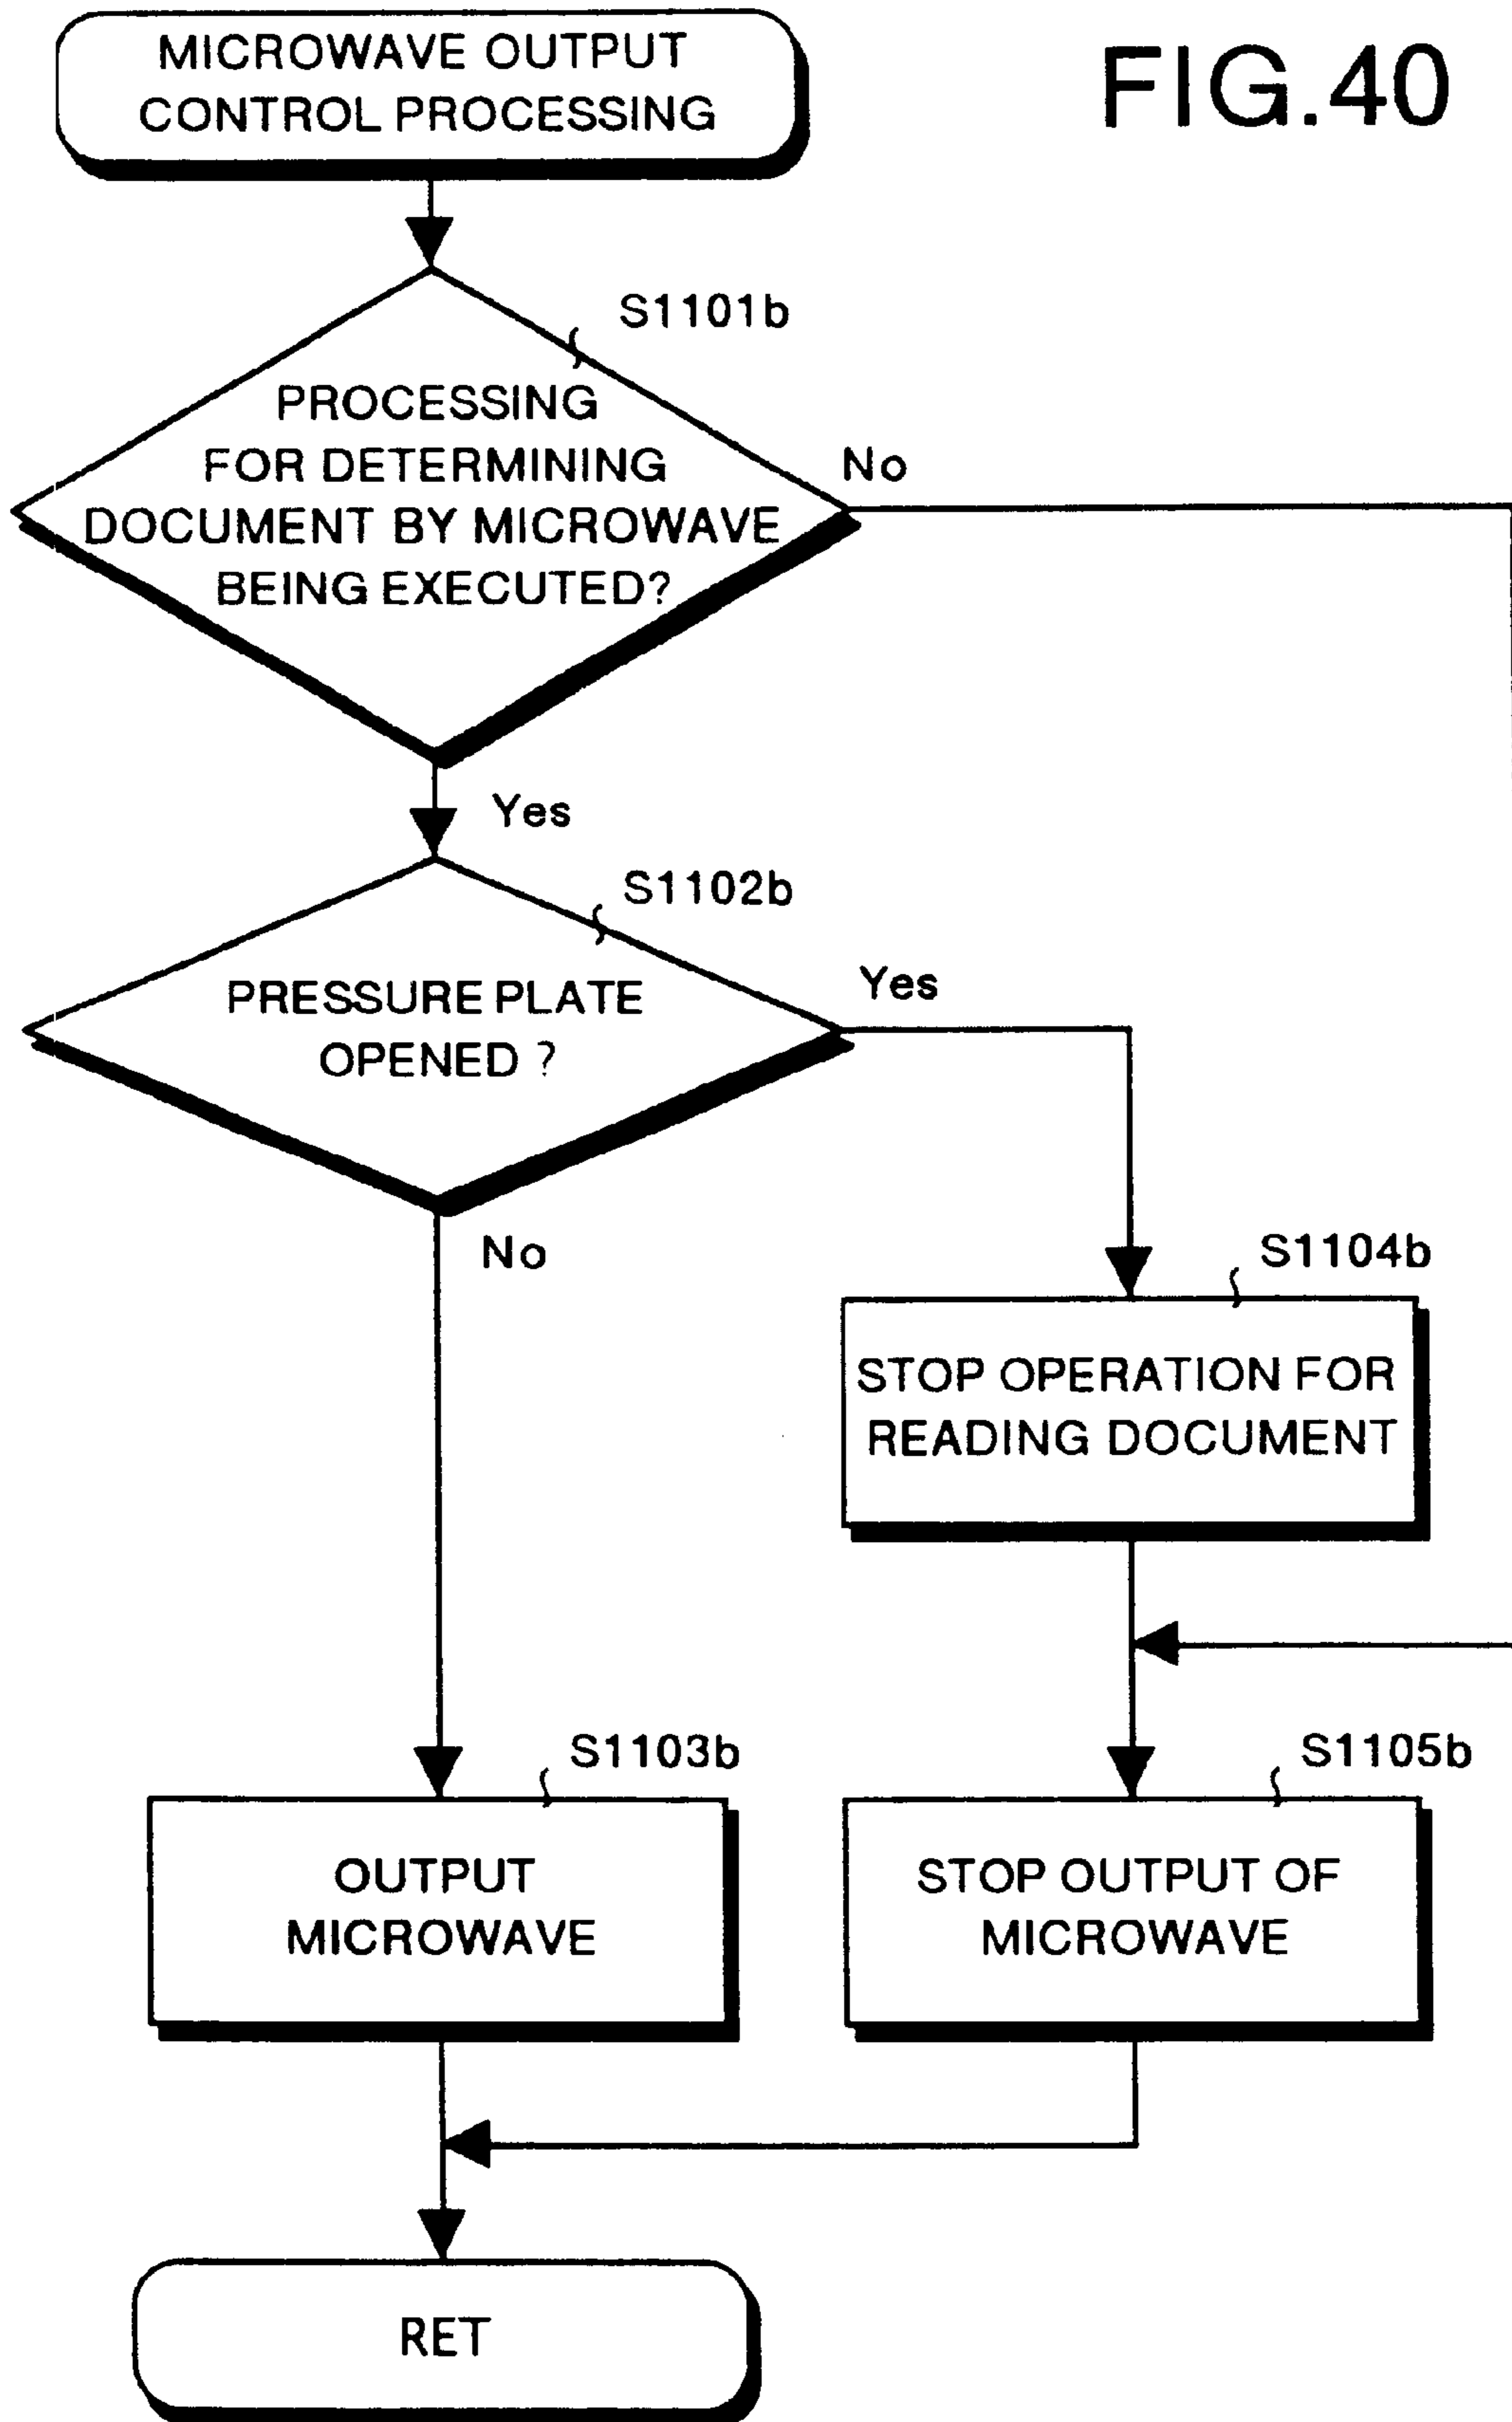 MICROWAVE OUTPUT
CONTROL PROCESSING
FIG.40
S1101b
PROCESSING
FOR DETERMINING
DOCUMENT BY MICROWAVE
BEING EXECUTED?
No
Yes
S1102b
PRESSURE PLATE
OPENED ?
Yes
No
S1104b
STOP OPERATION FOR
READING DOCUMENT
S1103b
OUTPUT
MICROWAVE
S1105b
STOP OUTPUT OF
MICROWAVE
RET